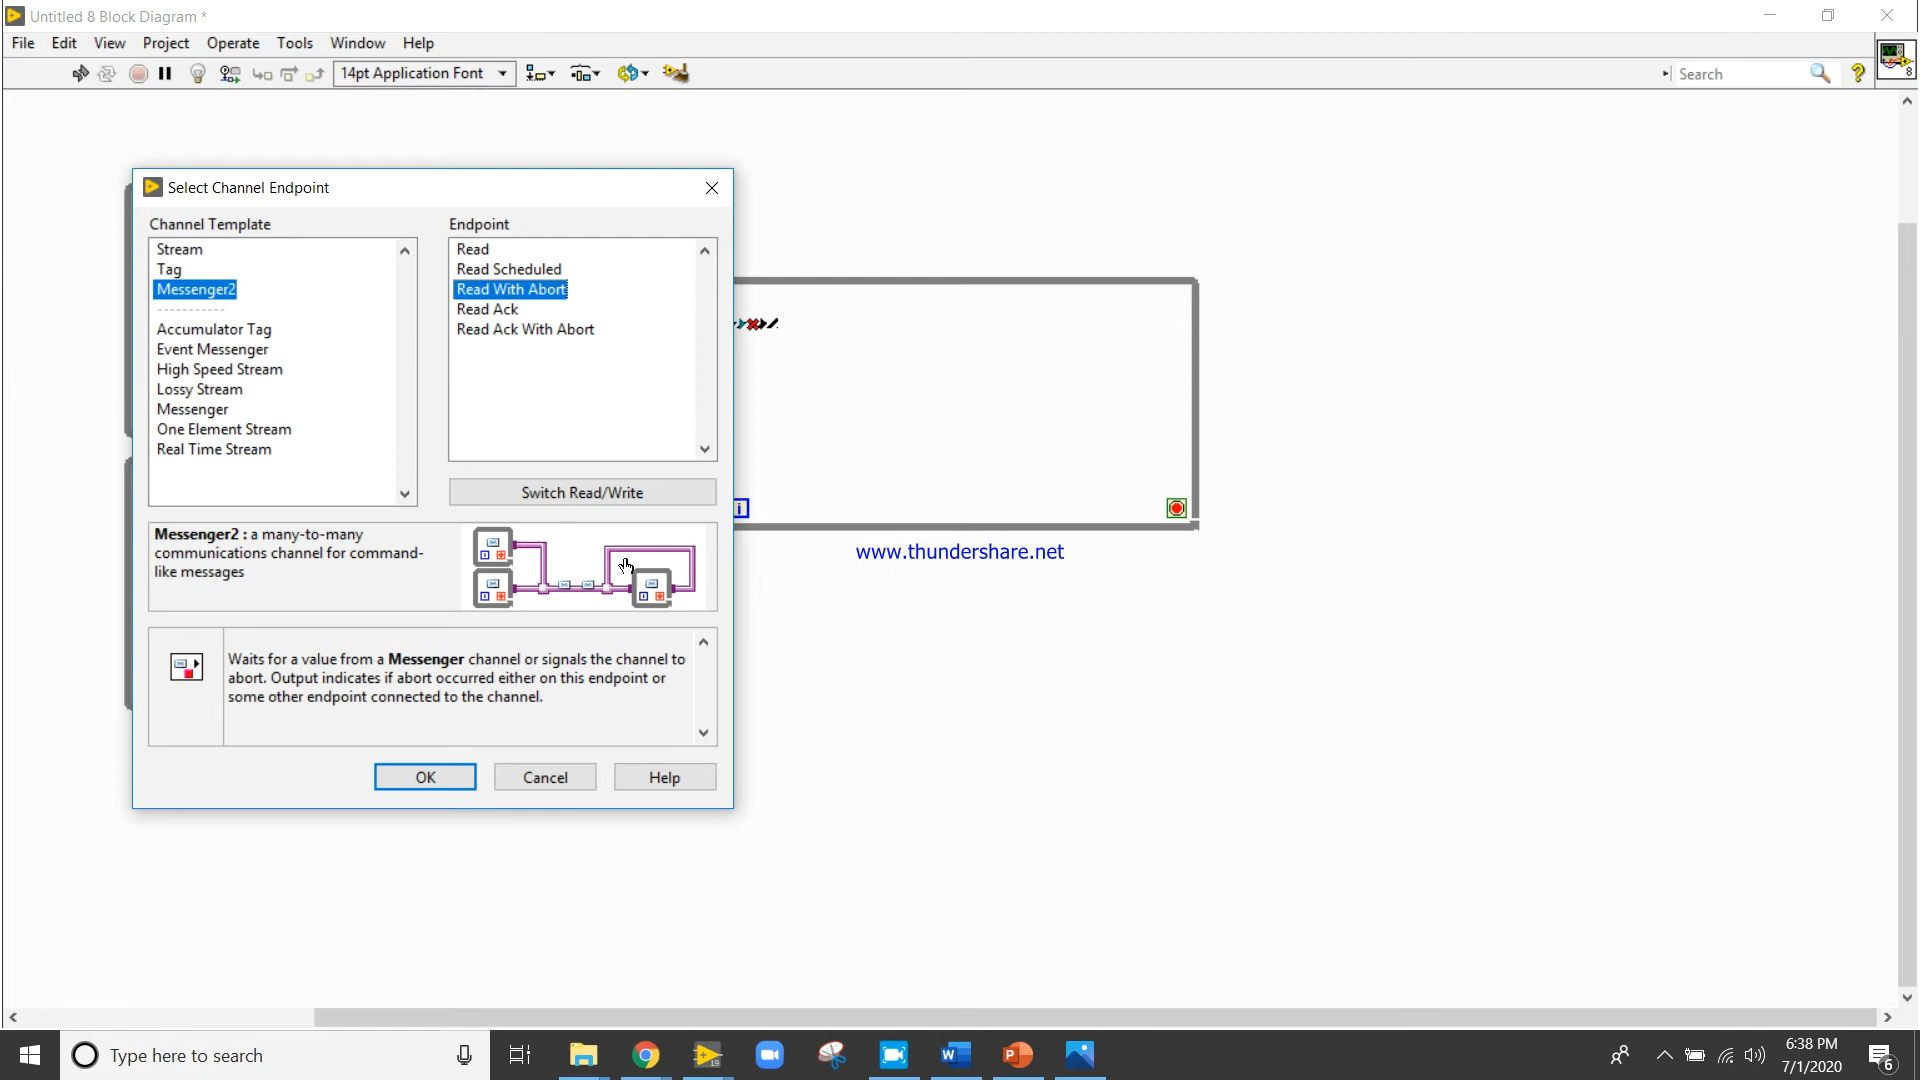 Untitled 8 Block Diagram *
File Edit View Project Operate Tools Window Help
14pt Application Font
Search
8
Select Channel Endpoint
Channel Template
Endpoint
Stream
Tag
Messenger2
-----------
Accumulator Tag
Event Messenger
High Speed Stream
Lossy Stream
Messenger
One Element Stream
Real Time Stream
Read
Read Scheduled
Read With Abort
Read Ack
Read Ack With Abort
Switch Read/Write
Messenger2 : a many-to-many
communications channel for command-
like messages
Waits for a value from a Messenger channel or signals the channel to
abort. Output indicates if abort occurred either on this endpoint or
some other endpoint connected to the channel.
OK Cancel Help
i
www.thundershare.net
Type here to search
19
6:38 PM
7/1/2020
6